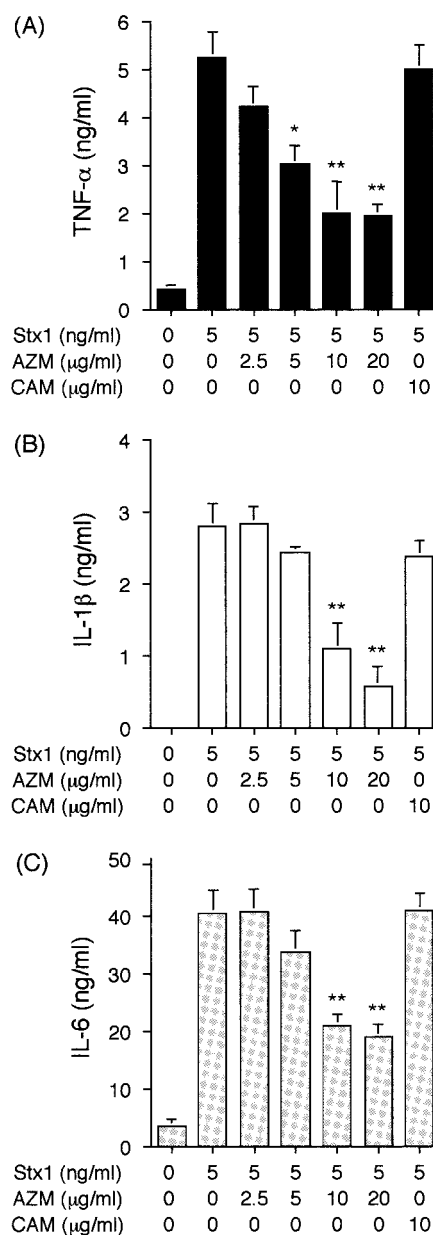 (A)
TNF-α (ng/ml)
6
5
4
3
2
1
0
Stx1 (ng/ml) 0 5 5 5 5 5 5
AZM (μg/ml) 0 0 2.5 5 10 20 0
CAM (μg/ml) 0 0 0 0 0 0 10
* ** **
(B)
IL-1β (ng/ml)
4
3
2
1
0
** **
Stx1 (ng/ml) 0 5 5 5 5 5 5
AZM (μg/ml) 0 0 2.5 5 10 20 0
CAM (μg/ml) 0 0 0 0 0 0 10
(C)
IL-6 (ng/ml)
50
40
30
20
10
0
** **
Stx1 (ng/ml) 0 5 5 5 5 5 5
AZM (μg/ml) 0 0 2.5 5 10 20 0
CAM (μg/ml) 0 0 0 0 0 0 10